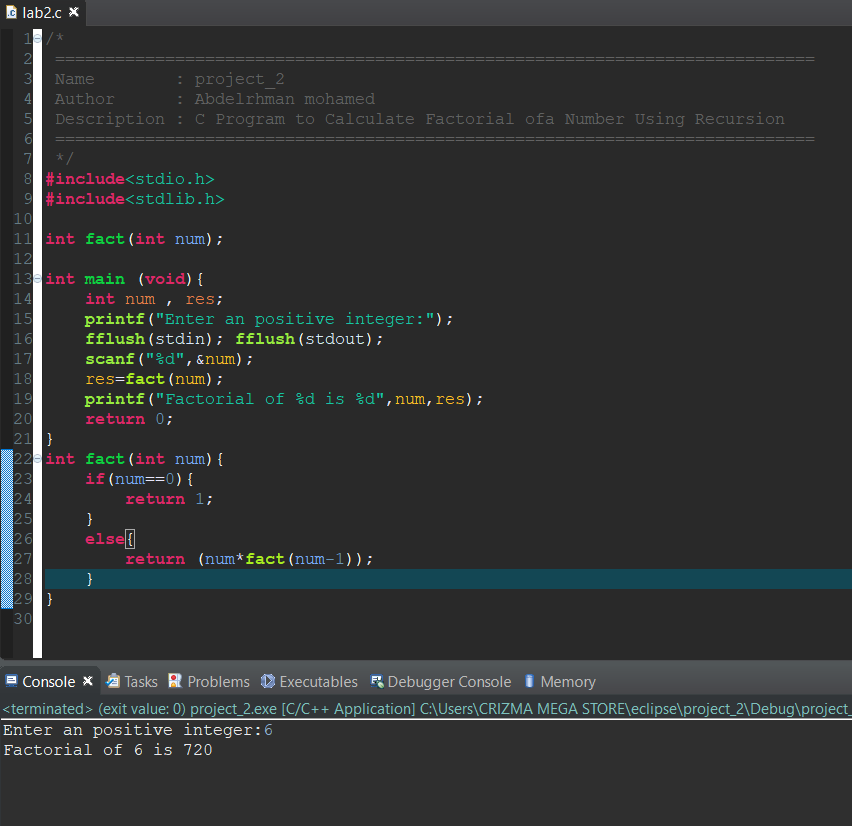 lab2.c
1 /*
2 ============================================================================
3 Name        : project_2
4 Author      : Abdelrhman mohamed
5 Description : C Program to Calculate Factorial ofa Number Using Recursion
6 ============================================================================
7 */
8 #include<stdio.h>
9 #include<stdlib.h>
10
11 int fact(int num);
12
13 int main (void){
14     int num , res;
15     printf("Enter an positive integer:");
16     fflush(stdin); fflush(stdout);
17     scanf("%d",&num);
18     res=fact(num);
19     printf("Factorial of %d is %d",num,res);
20     return 0;
21 }
22 int fact(int num){
23     if(num==0){
24         return 1;
25     }
26     else{
27         return (num*fact(num-1));
28     }
29 }
30
Console Tasks Problems Executables Debugger Console Memory
<terminated> (exit value: 0) project_2.exe [C/C++ Application] C:\Users\CRIZMA MEGA STORE\eclipse\project_2\Debug\project_
Enter an positive integer:6
Factorial of 6 is 720